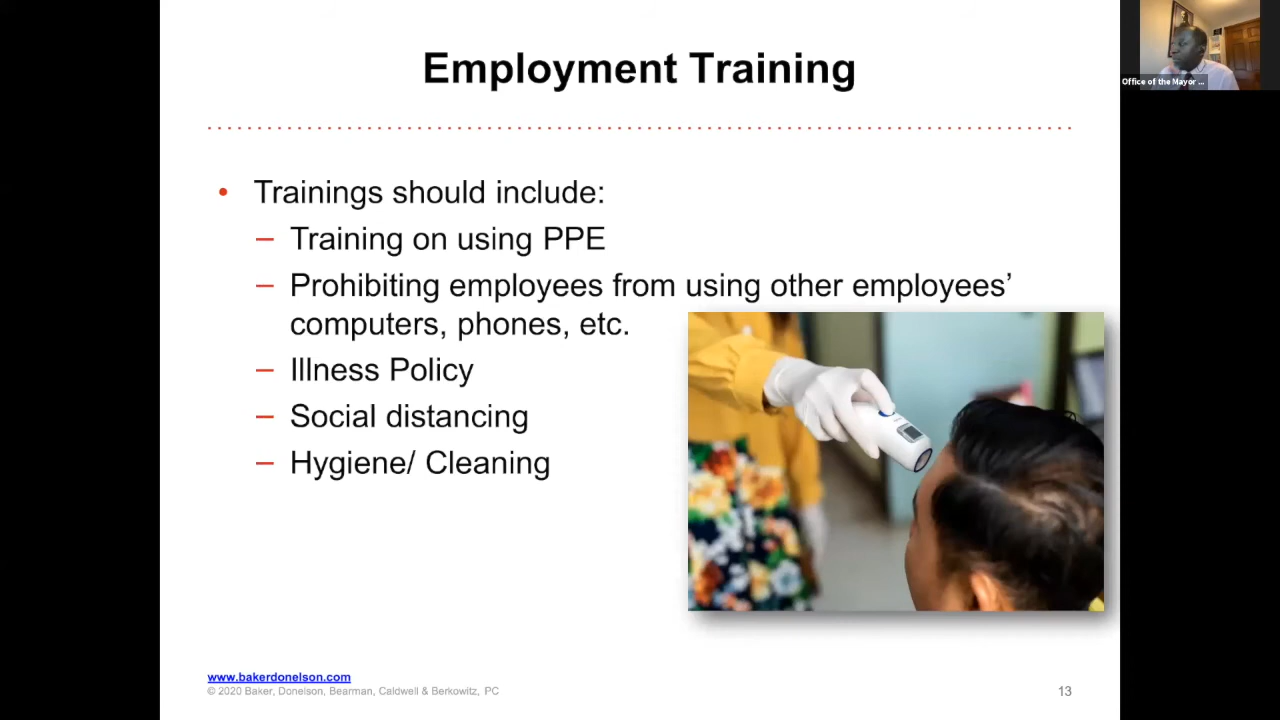 Employment Training
• Trainings should include:
– Training on using PPE
– Prohibiting employees from using other employees’
computers, phones, etc.
– Illness Policy
– Social distancing
– Hygiene/ Cleaning
www.bakerdonelson.com
© 2020 Baker, Donelson, Bearman, Caldwell & Berkowitz, PC
13
Office of the Mayor ...